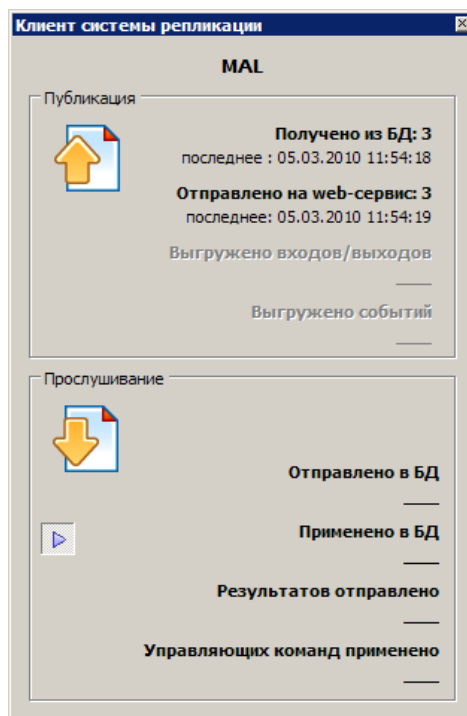 Клиент системы репликации
MAL
Публикация
Получено из БД: 3
последнее : 05.03.2010 11:54:18
Отправлено на web-сервис: 3
последнее: 05.03.2010 11:54:19
Выгружено входов/выходов
Выгружено событий
Прослушивание
Отправлено в БД
Применено в БД
Результатов отправлено
Управляющих команд применено